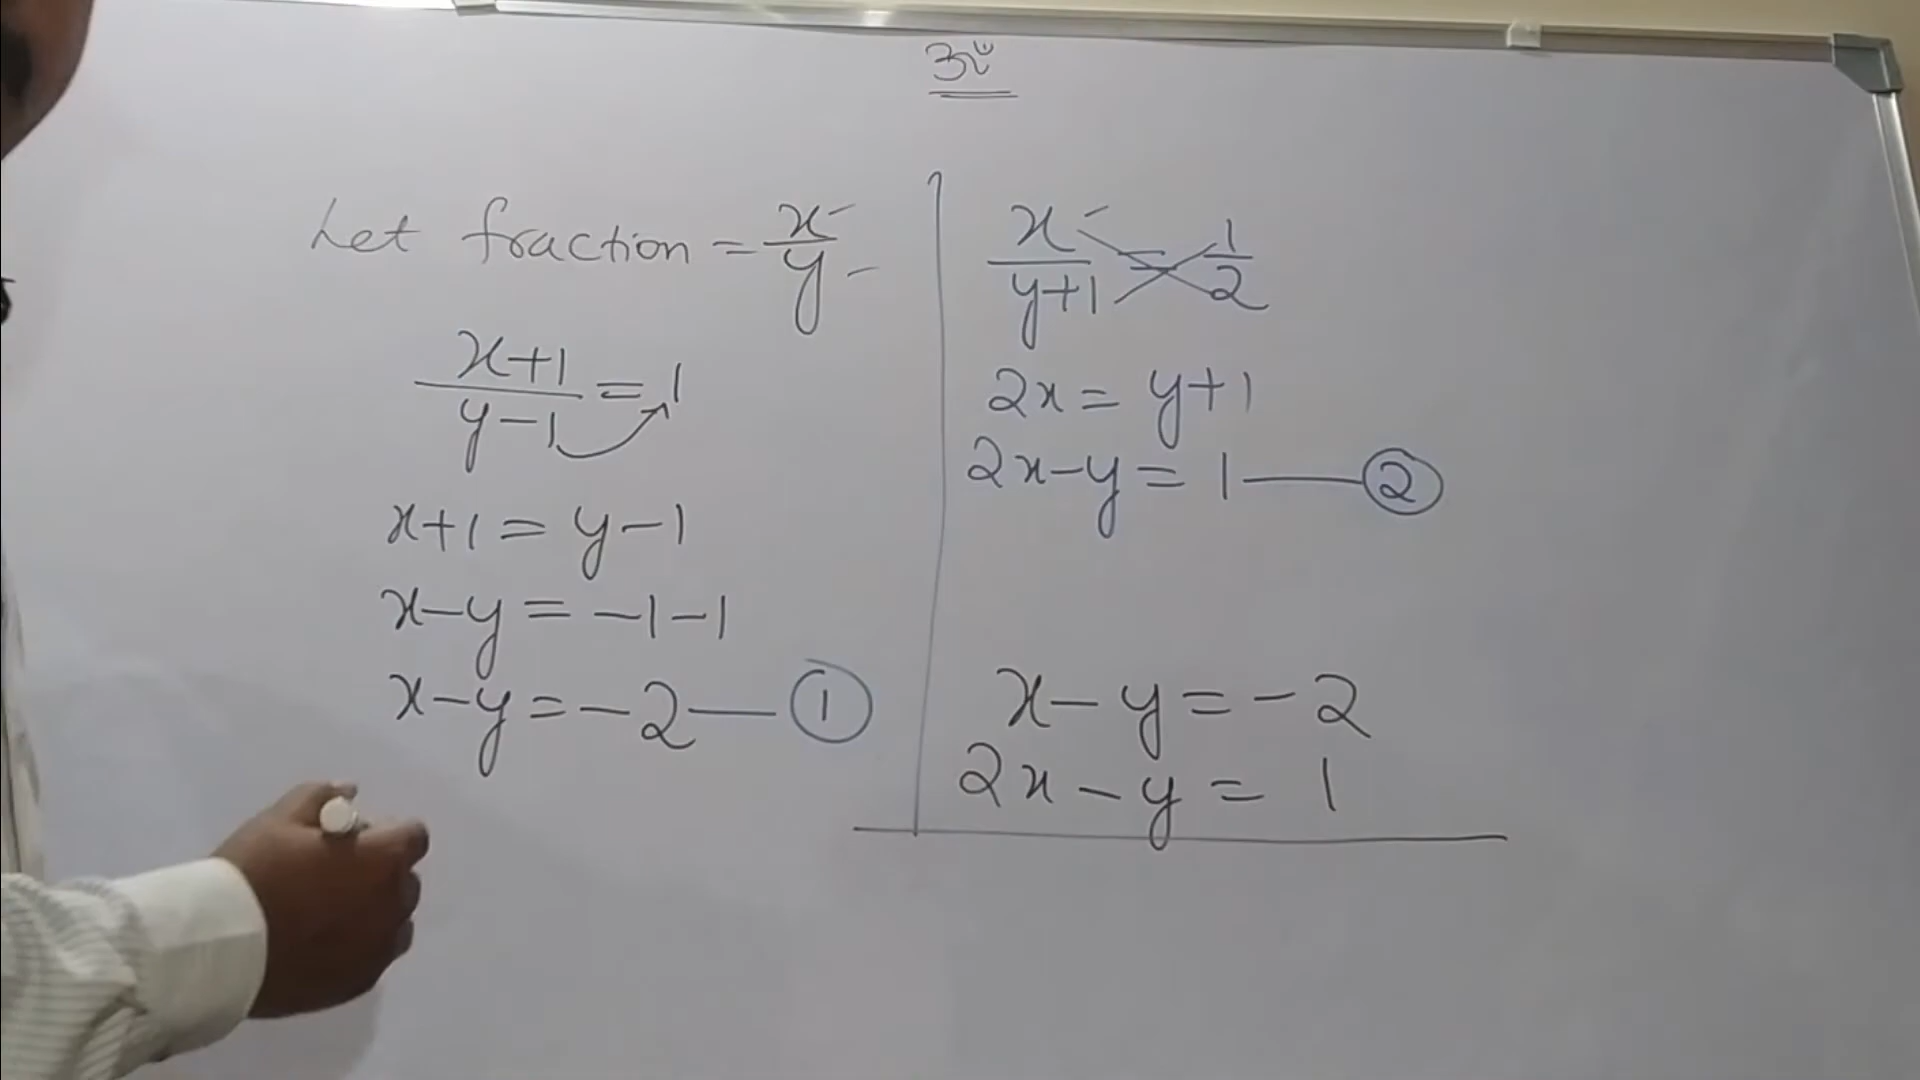 Let fraction = x/y
x+1/y-1 = 1
x+1 = y-1
x-y = -1-1
x-y = -2 — 1
x/y+1 = 1/2
2x = y+1
2x-y = 1 — 2
x-y = -2
2x-y = 1